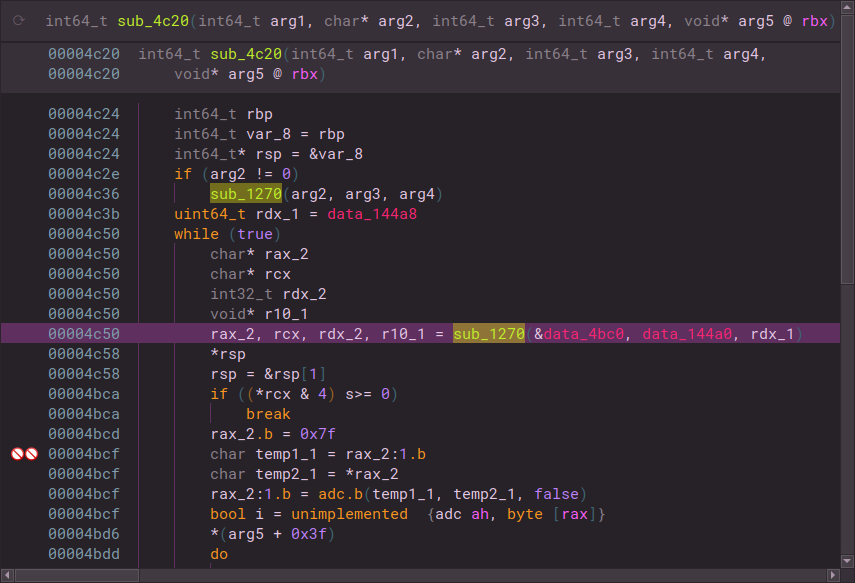 int64_t sub_4c20(int64_t arg1, char* arg2, int64_t arg3, int64_t arg4, void* arg5 @ rbx)
00004c20 int64_t sub_4c20(int64_t arg1, char* arg2, int64_t arg3, int64_t arg4,
00004c20 void* arg5 @ rbx)
00004c24 int64_t rbp
00004c24 int64_t var_8 = rbp
00004c24 int64_t* rsp = &var_8
00004c2e if (arg2 != 0)
00004c36 sub_1270(arg2, arg3, arg4)
00004c3b uint64_t rdx_1 = data_144a8
00004c50 while (true)
00004c50 char* rax_2
00004c50 char* rcx
00004c50 int32_t rdx_2
00004c50 void* r10_1
00004c50 rax_2, rcx, rdx_2, r10_1 = sub_1270(&data_4bc0, data_144a0, rdx_1)
00004c58 *rsp
00004c58 rsp = &rsp[1]
00004bca if ((*rcx & 4) s>= 0)
00004bca break
00004bcd rax_2.b = 0x7f
00004bcf char temp1_1 = rax_2:1.b
00004bcf char temp2_1 = *rax_2
00004bcf rax_2:1.b = adc.b(temp1_1, temp2_1, false)
00004bcf bool i = unimplemented {adc ah, byte [rax]}
00004bd6 *(arg5 + 0x3f)
00004bdd do